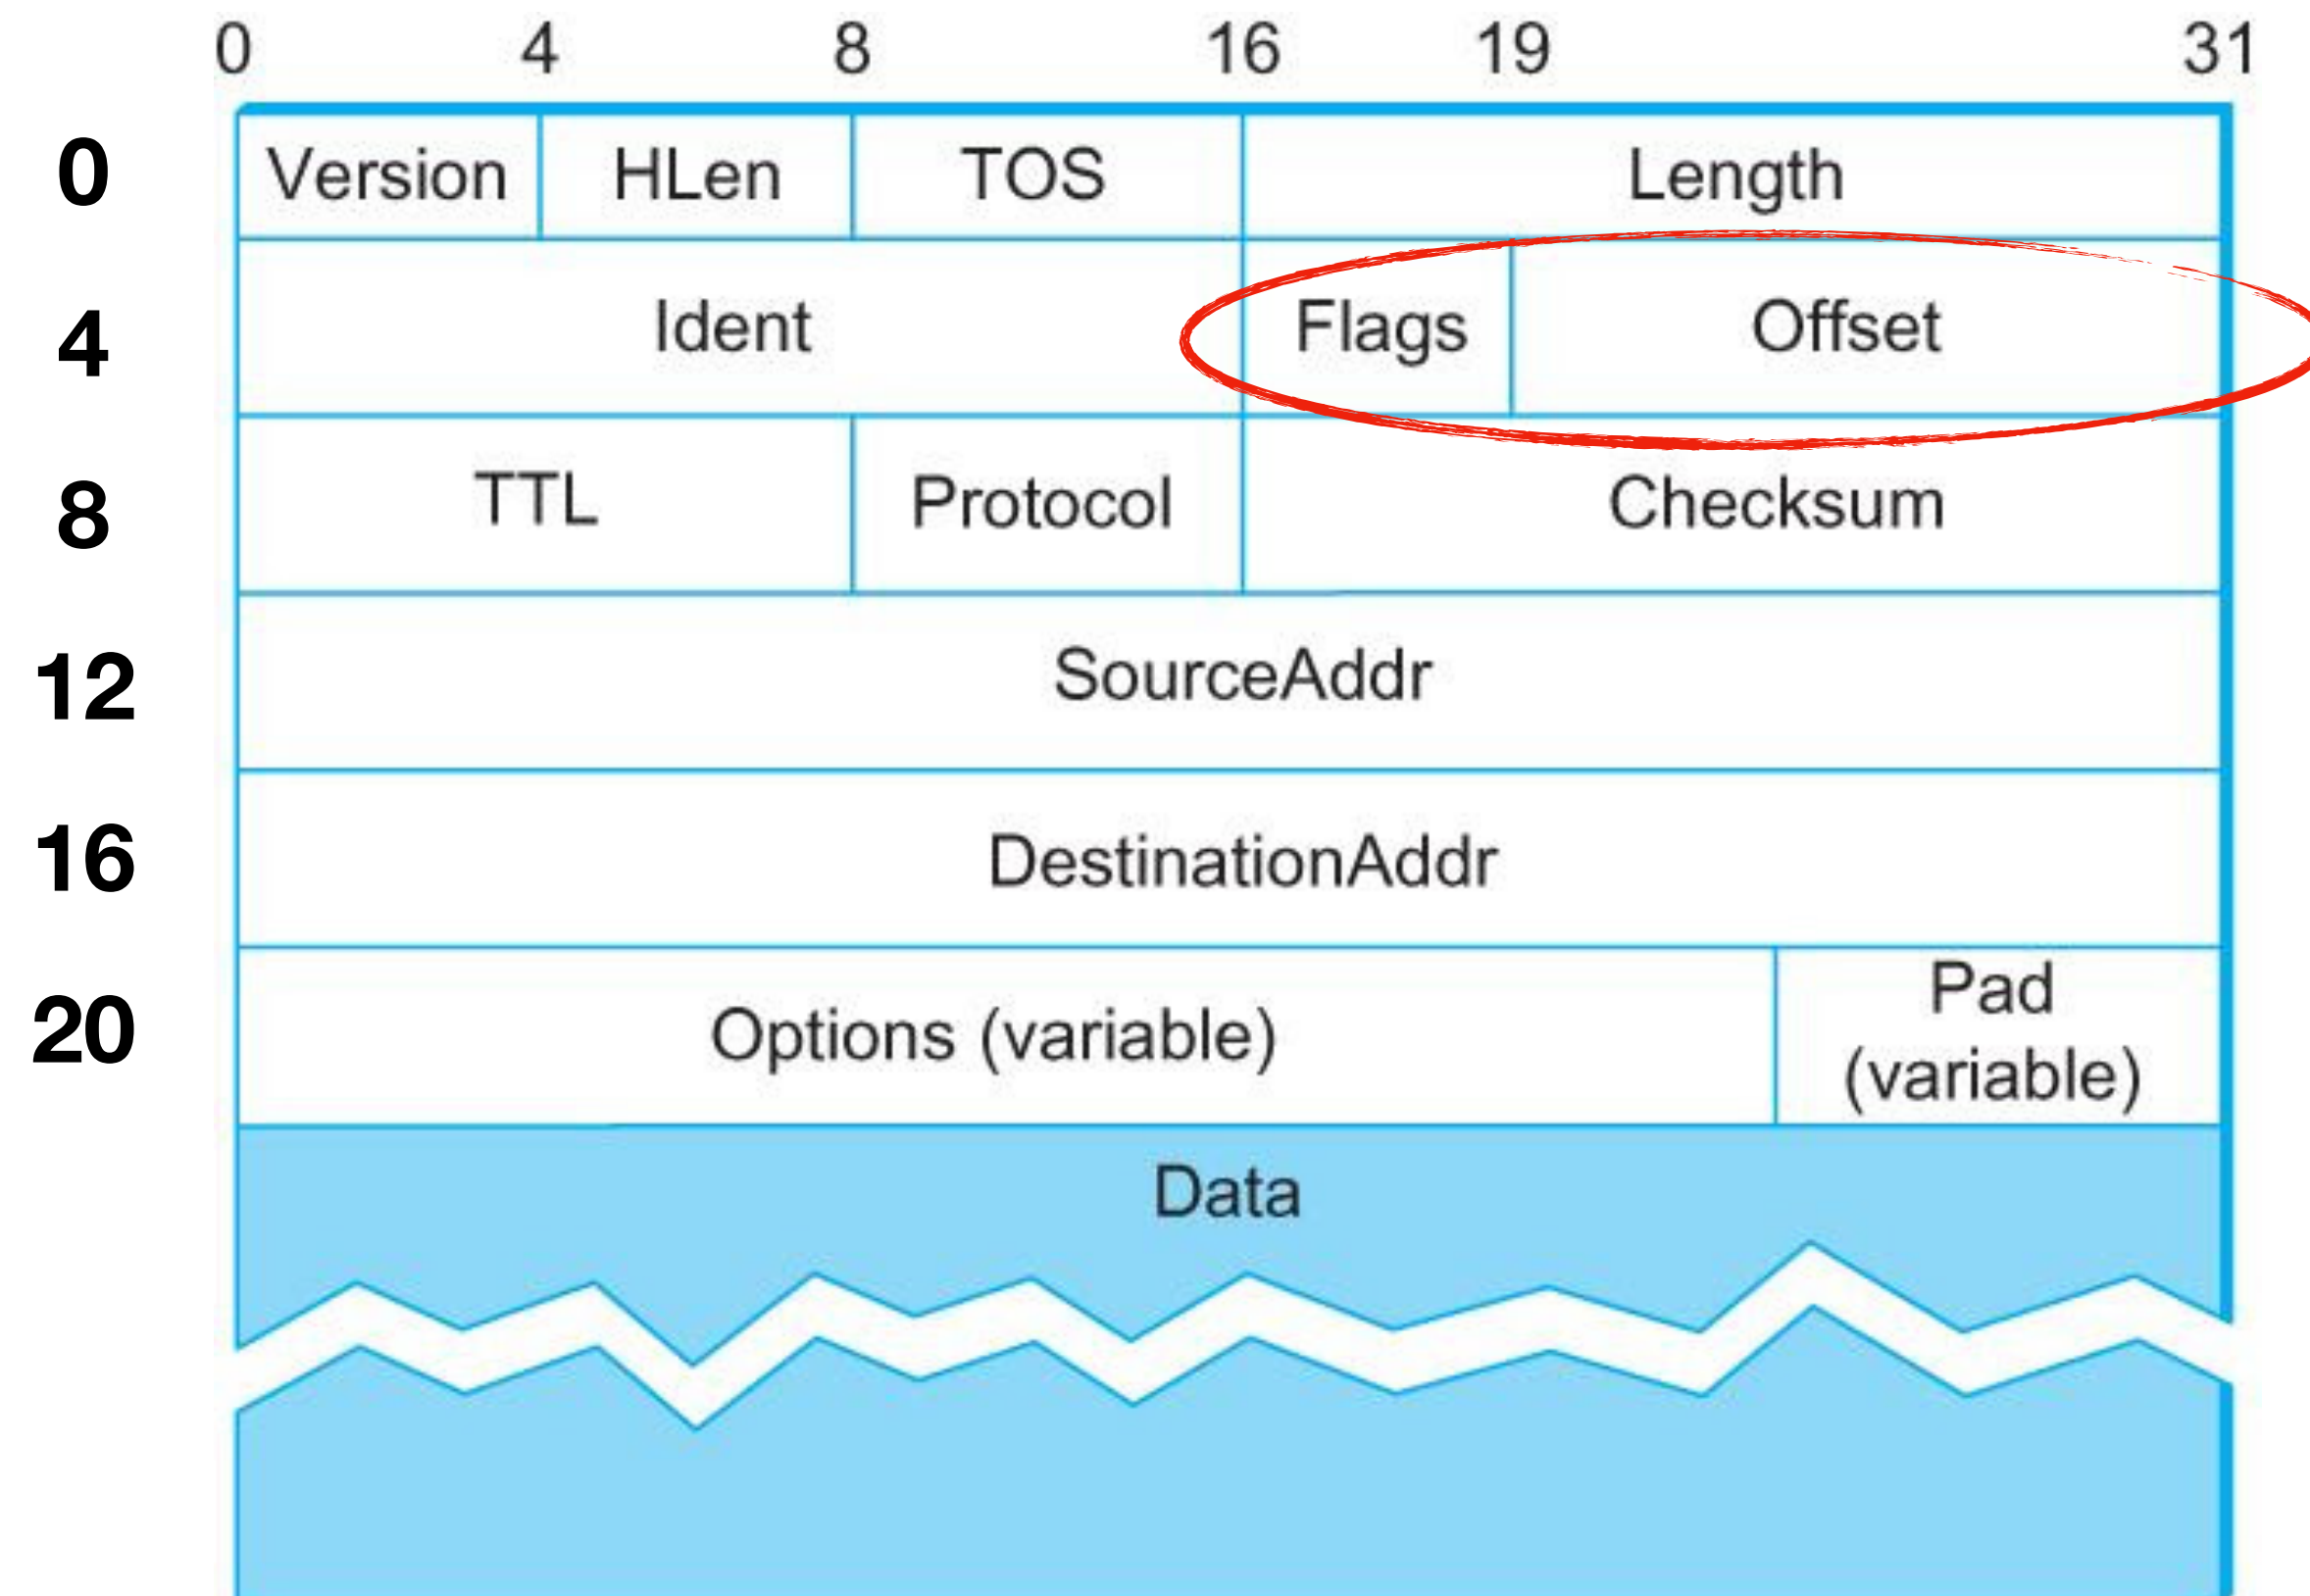 0 4 8 16 19 31
0 Version HLen TOS Length
4 Ident Flags Offset
8 TTL Protocol Checksum
12 SourceAddr
16 DestinationAddr
20 Options (variable) Pad
(variable)
Data